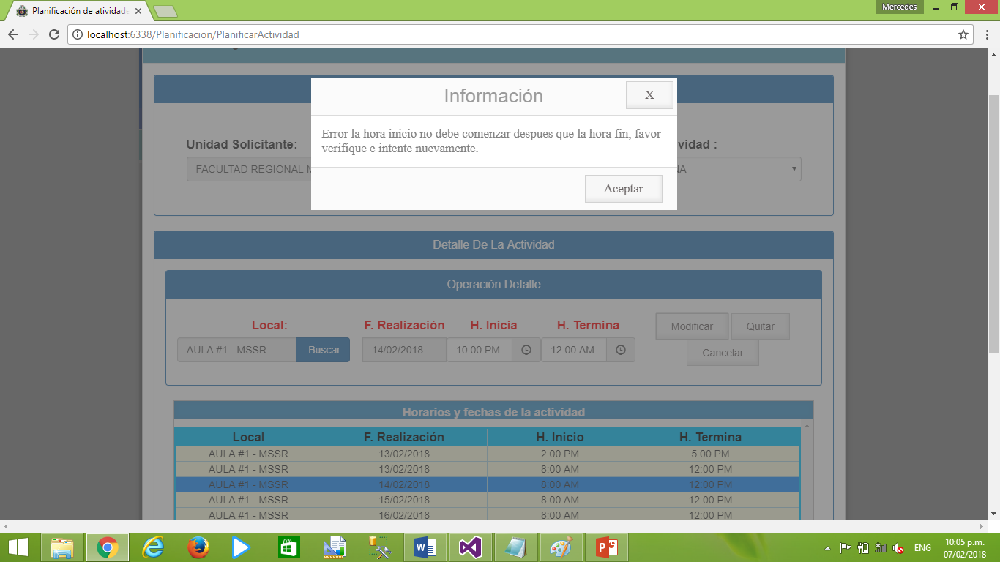 Planificación de atividade
Mercedes
localhost:6338/Planificacion/PlanificarActividad
Información
X
Error la hora inicio no debe comenzar despues que la hora fin, favor
verifique e intente nuevamente.
Aceptar
Unidad Solicitante:
vidad :
FACULTAD REGIONAL M
NA
Detalle De La Actividad
Operación Detalle
Local:
F. Realización
H. Inicia
H. Termina
Modificar
Quitar
AULA #1 - MSSR
Buscar
14/02/2018
10:00 PM
12:00 AM
Cancelar
Horarios y fechas de la actividad
Local F. Realización H. Inicio H. Termina
AULA #1 - MSSR 13/02/2018 2:00 PM 5:00 PM
AULA #1 - MSSR 13/02/2018 8:00 AM 12:00 PM
AULA #1 - MSSR 14/02/2018 8:00 AM 12:00 PM
AULA #1 - MSSR 15/02/2018 8:00 AM 12:00 PM
AULA #1 - MSSR 16/02/2018 8:00 AM 12:00 PM
ENG
10:05 p.m.
07/02/2018